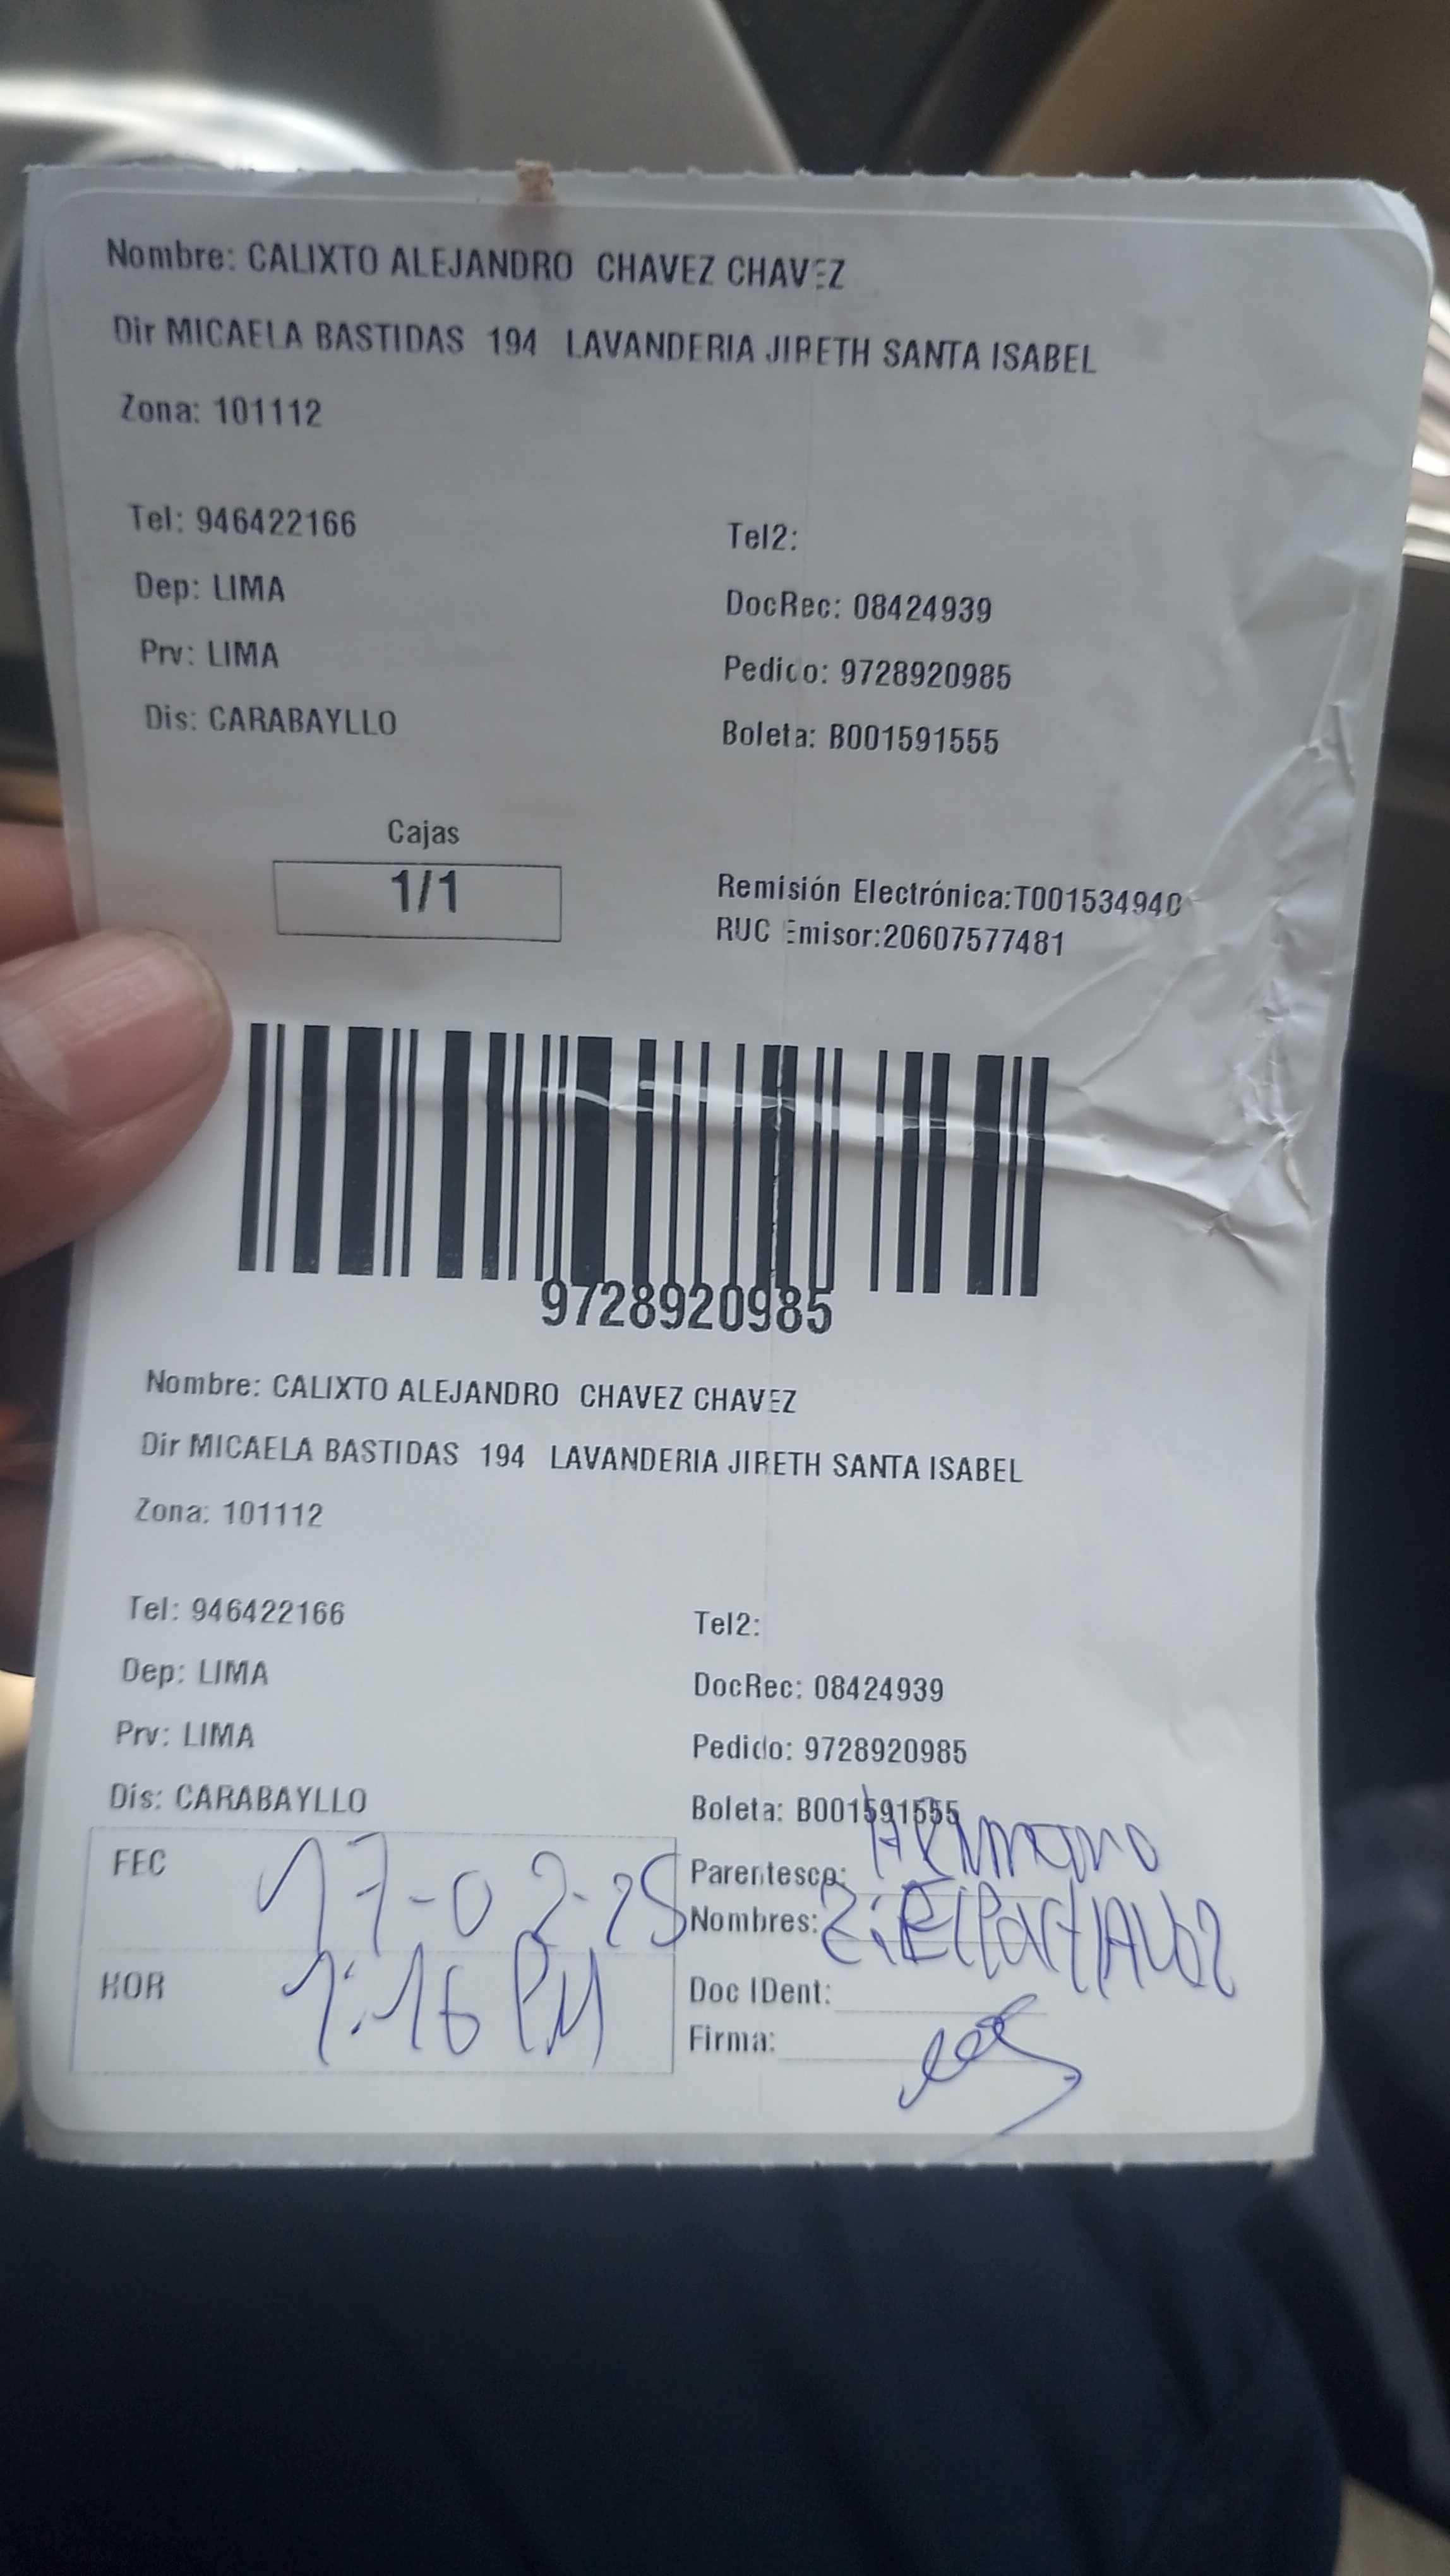 Nombre: CALIXTO ALEJANDRO CHAVEZ CHAVEZ
Dir MICAELA BASTIDAS 194 LAVANDERIA JIRETH SANTA ISABEL
Zona: 101112
Tel: 946422166 Tel2:
Dep: LIMA DocRec: 08424939
Prv: LIMA Pedido: 9728920985
Dis: CARABAYLLO Boleta: B001591555
Cajas
1/1
Remisión Electrónica:T001534940
RUC Emisor:20607577481
9728920985
Nombre: CALIXTO ALEJANDRO CHAVEZ CHAVEZ
Dir MICAELA BASTIDAS 194 LAVANDERIA JIRETH SANTA ISABEL
Zona: 101112
Tel: 946422166 Tel2:
Dep: LIMA DocRec: 08424939
Prv: LIMA Pedido: 9728920985
Dis: CARABAYLLO Boleta: B001591555
FEC 17-02-25
Parentesco: HERMANO
Nombres:
HOR 1:16 PM
Doc IDent:
Firma: